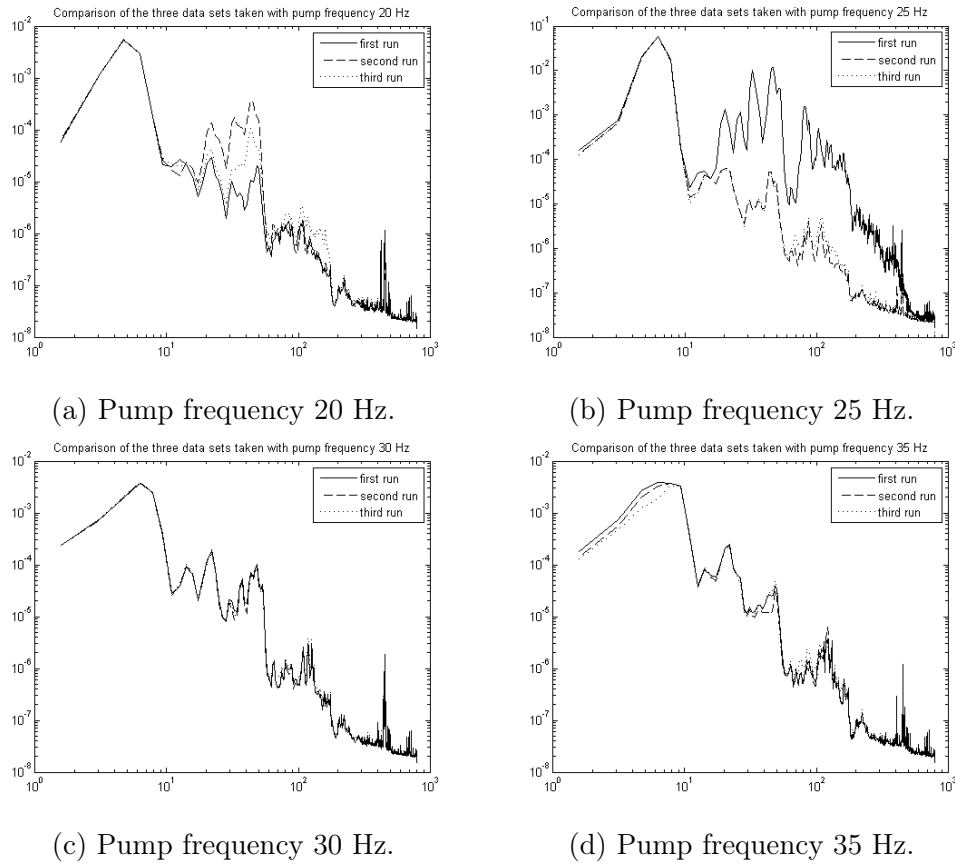 Comparison of the three data sets taken with pump frequency 20 Hz
10^-2
10^-3
10^-4
10^-5
10^-6
10^-7
10^-8
10^0
10^1
10^2
10^3
first run
second run
third run
(a) Pump frequency 20 Hz.
Comparison of the three data sets taken with pump frequency 25 Hz
10^-1
10^-2
10^-3
10^-4
10^-5
10^-6
10^-7
10^-8
10^0
10^1
10^2
10^3
first run
second run
third run
(b) Pump frequency 25 Hz.
Comparison of the three data sets taken with pump frequency 30 Hz
10^-2
10^-3
10^-4
10^-5
10^-6
10^-7
10^-8
10^0
10^1
10^2
10^3
first run
second run
third run
(c) Pump frequency 30 Hz.
Comparison of the three data sets taken with pump frequency 35 Hz
10^-2
10^-3
10^-4
10^-5
10^-6
10^-7
10^-8
10^0
10^1
10^2
10^3
first run
second run
third run
(d) Pump frequency 35 Hz.